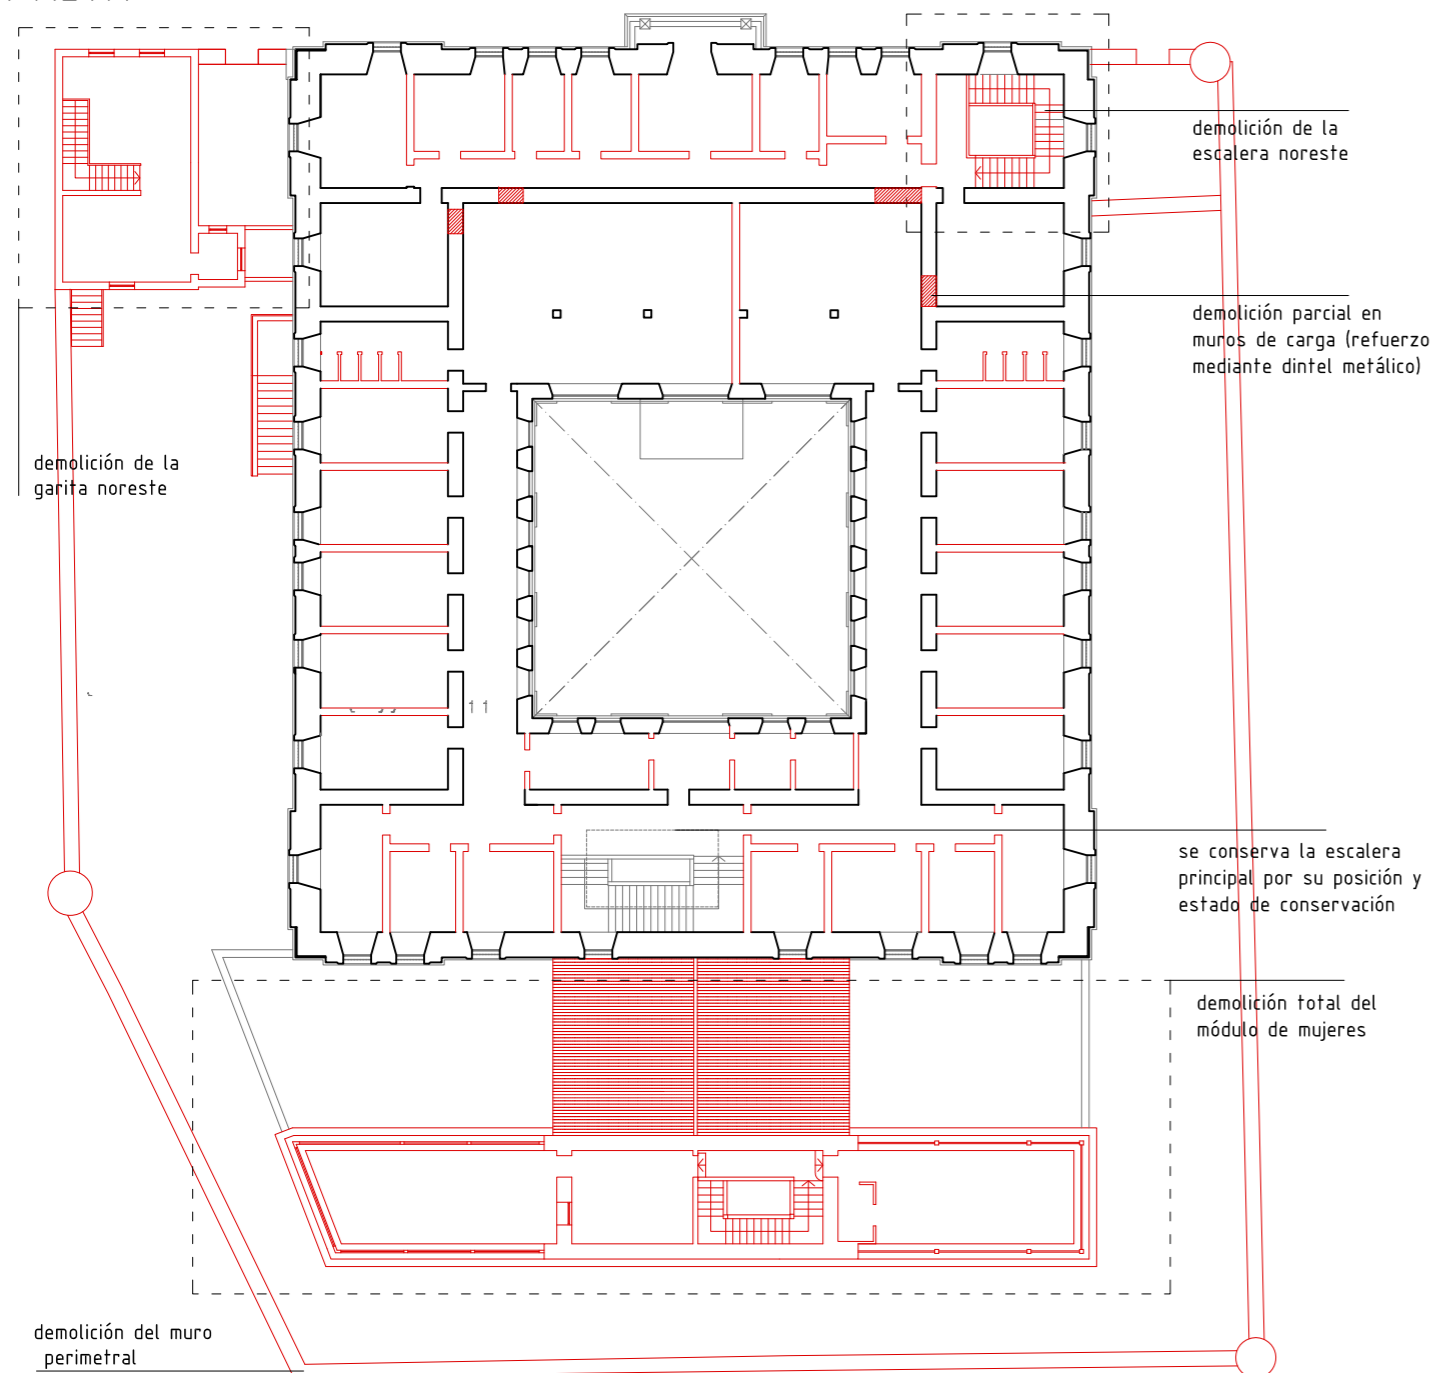 demolición de la
escalera noreste
demolición parcial en
muros de carga (refuerzo
mediante dintel metálico)
demolición de la
garita noreste
se conserva la escalera
principal por su posición y
estado de conservación
demolición total del
módulo de mujeres
demolición del muro
perimetral